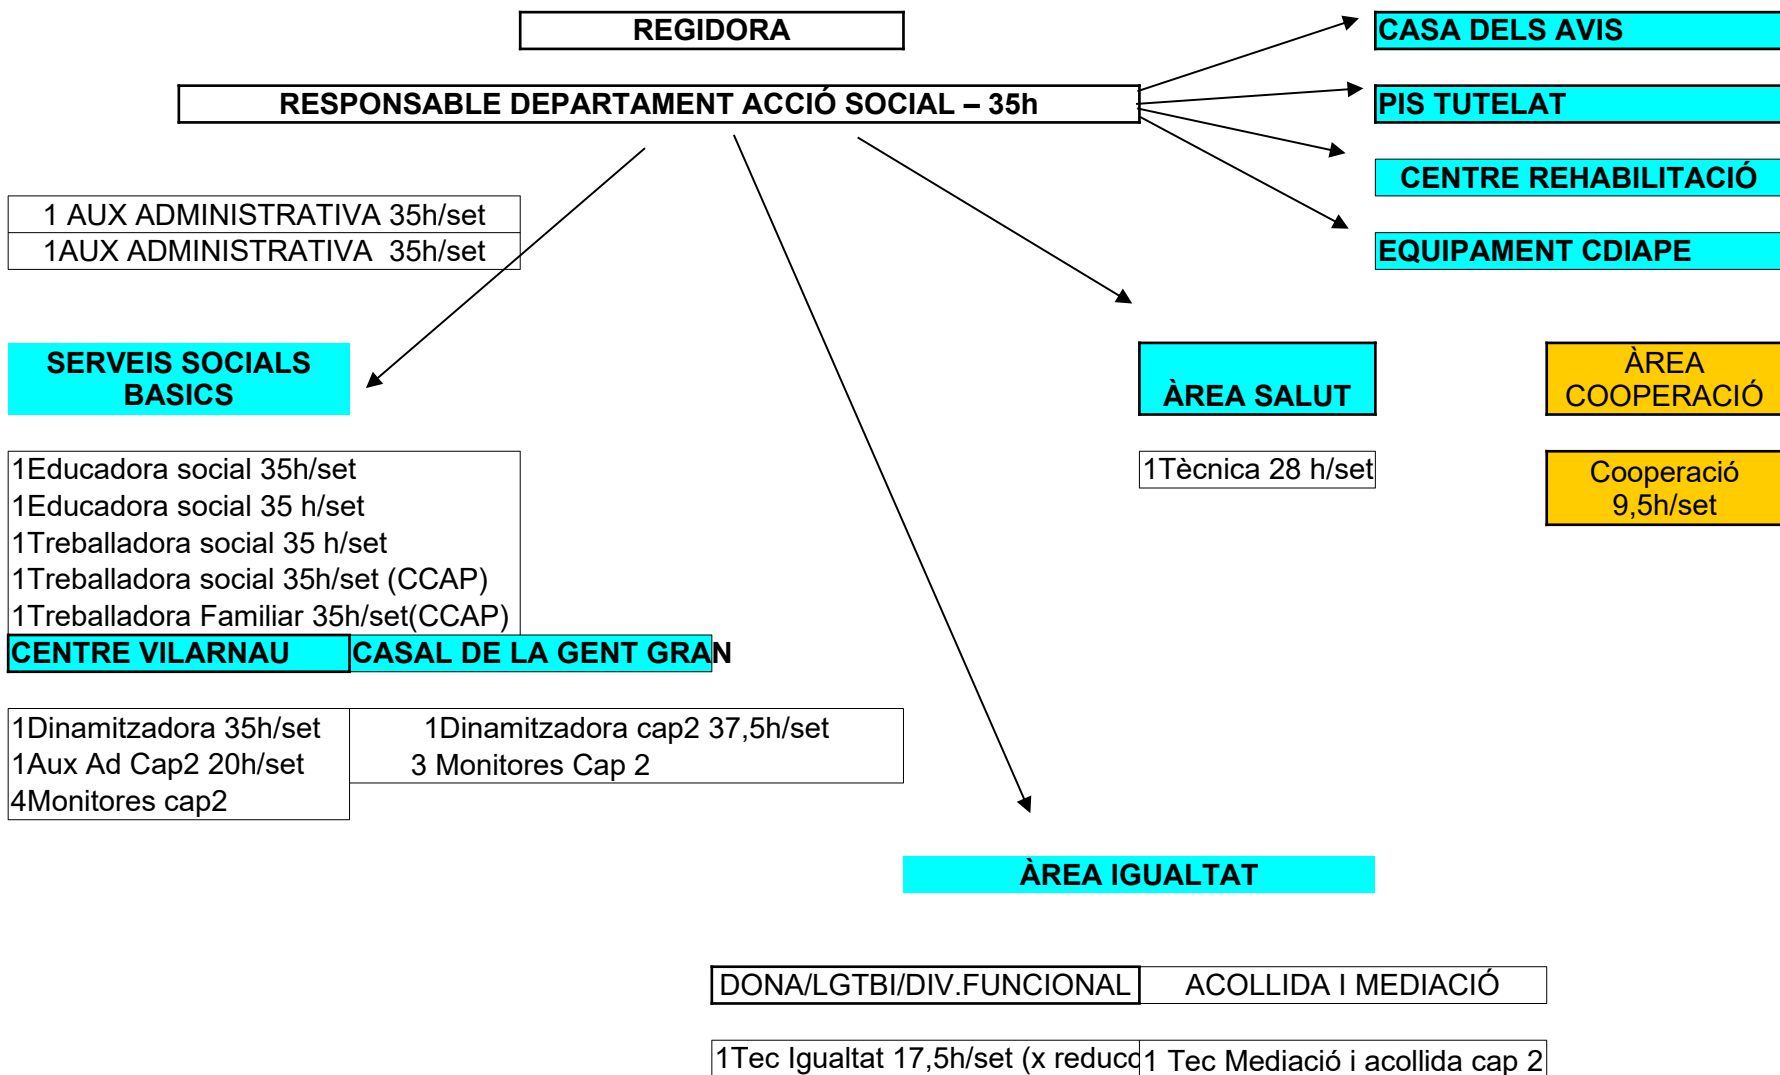 REGIDORA
CASA DELS AVIS
RESPONSABLE DEPARTAMENT ACCIÓ SOCIAL – 35h
PIS TUTELAT
CENTRE REHABILITACIÓ
1 AUX ADMINISTRATIVA 35h/set
1AUX ADMINISTRATIVA 35h/set
EQUIPAMENT CDIAPE
SERVEIS SOCIALS
BASICS
ÀREA SALUT
ÀREA
COOPERACIÓ
1Educadora social 35h/set
1Educadora social 35 h/set
1Treballadora social 35 h/set
1Treballadora social 35h/set (CCAP)
1Treballadora Familiar 35h/set(CCAP)
1Tècnica 28 h/set
Cooperació
9,5h/set
CENTRE VILARNAU
CASAL DE LA GENT GRAN
1Dinamitzadora 35h/set
1Aux Ad Cap2 20h/set
4Monitores cap2
1Dinamitzadora cap2 37,5h/set
3 Monitores Cap 2
ÀREA IGUALTAT
DONA/LGTBI/DIV.FUNCIONAL
ACOLLIDA I MEDIACIÓ
1Tec Igualtat 17,5h/set (x reducc
1 Tec Mediació i acollida cap 2